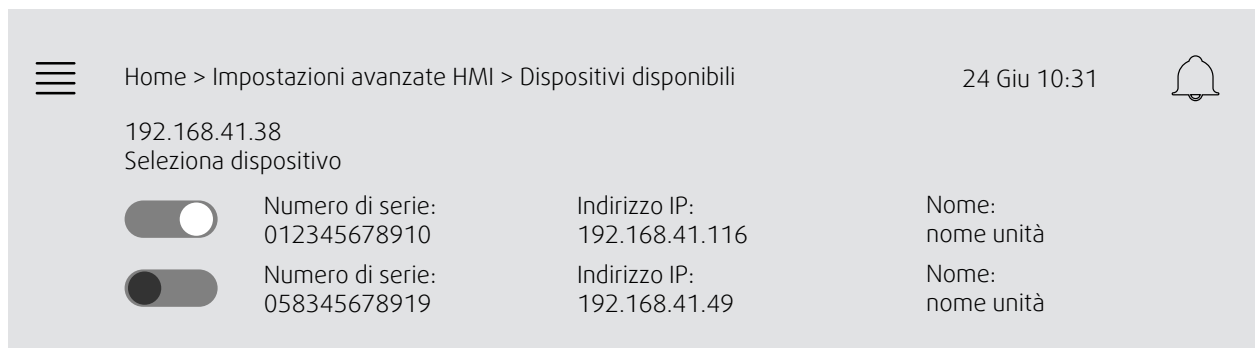 Home > Impostazioni avanzate HMI > Dispositivi disponibili 24 Giu 10:31
192.168.41.38
Seleziona dispositivo
Numero di serie: Indirizzo IP: Nome:
012345678910 192.168.41.116 nome unità
Numero di serie: Indirizzo IP: Nome:
058345678919 192.168.41.49 nome unità